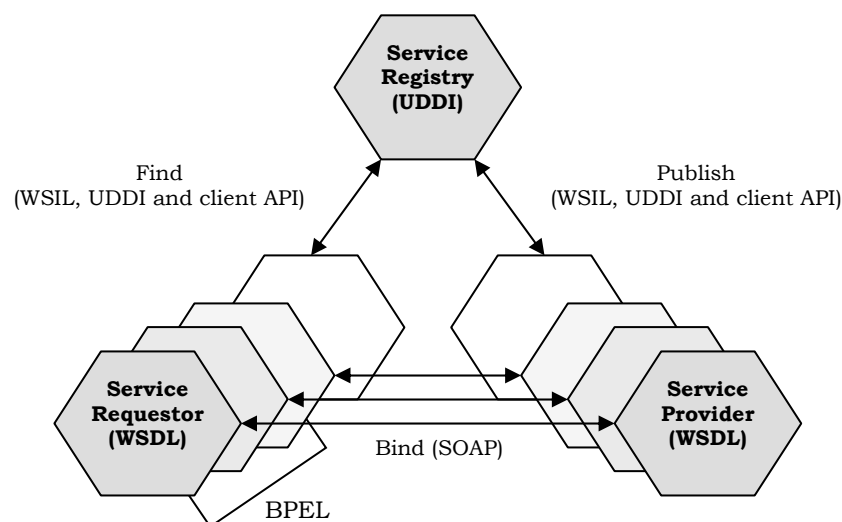 Service
Registry
(UDDI)
Find
(WSIL, UDDI and client API)
Publish
(WSIL, UDDI and client API)
Service
Requestor
(WSDL)
Service
Provider
(WSDL)
Bind (SOAP)
BPEL